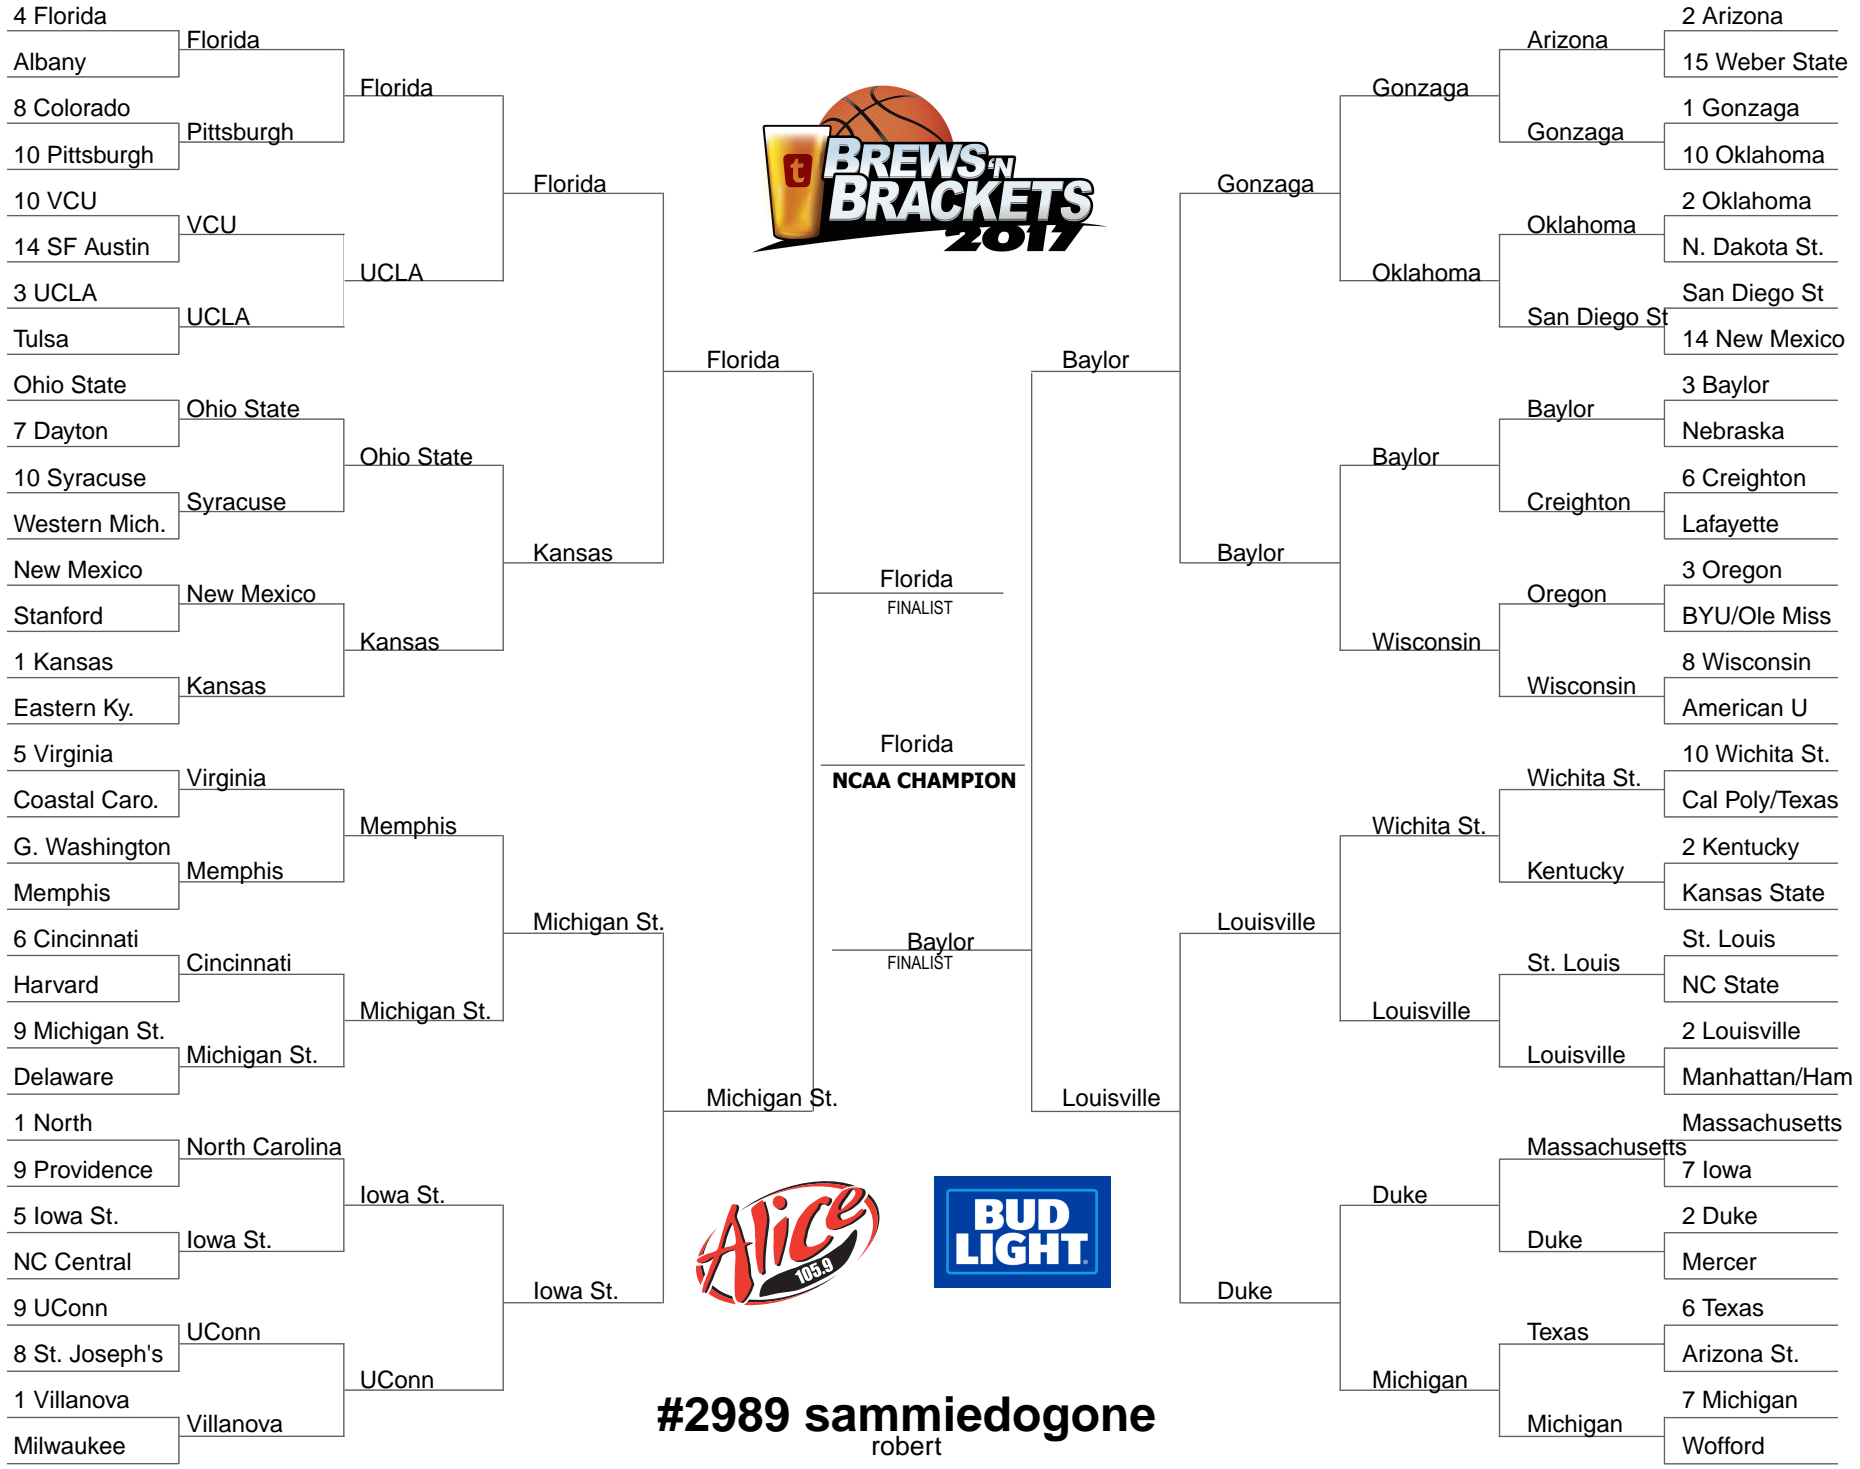 4 Florida
Albany
8 Colorado
10 Pittsburgh
10 VCU
14 SF Austin
3 UCLA
Tulsa
Ohio State
7 Dayton
10 Syracuse
Western Mich.
New Mexico
Stanford
1 Kansas
Eastern Ky.
5 Virginia
Coastal Caro.
G. Washington
Memphis
6 Cincinnati
Harvard
9 Michigan St.
Delaware
1 North
9 Providence
5 Iowa St.
NC Central
9 UConn
8 St. Joseph's
1 Villanova
Milwaukee
Florida
Pittsburgh
VCU
UCLA
Ohio State
Syracuse
New Mexico
Kansas
Virginia
Memphis
Cincinnati
Michigan St.
North Carolina
Iowa St.
UConn
Villanova
Florida
UCLA
Ohio State
Kansas
Memphis
Michigan St.
Iowa St.
UConn
Florida
Kansas
Michigan St.
Iowa St.
Florida
Michigan St.
t
BREWS 'N
BRACKETS
2017
Florida
FINALIST
Florida
NCAA CHAMPION
Baylor
FINALIST
Alice
105.9
BUD
LIGHT
#2989 sammiedogone
robert
Baylor
Louisville
Gonzaga
Baylor
Louisville
Duke
Gonzaga
Oklahoma
Baylor
Wisconsin
Wichita St.
Louisville
Duke
Michigan
Arizona
Gonzaga
Oklahoma
San Diego St
Baylor
Creighton
Oregon
Wisconsin
Wichita St.
Kentucky
St. Louis
Louisville
Massachusetts
Duke
Texas
Michigan
2 Arizona
15 Weber State
1 Gonzaga
10 Oklahoma
2 Oklahoma
N. Dakota St.
San Diego St
14 New Mexico
3 Baylor
Nebraska
6 Creighton
Lafayette
3 Oregon
BYU/Ole Miss
8 Wisconsin
American U
10 Wichita St.
Cal Poly/Texas
2 Kentucky
Kansas State
St. Louis
NC State
2 Louisville
Manhattan/Ham
Massachusetts
7 Iowa
2 Duke
Mercer
6 Texas
Arizona St.
7 Michigan
Wofford